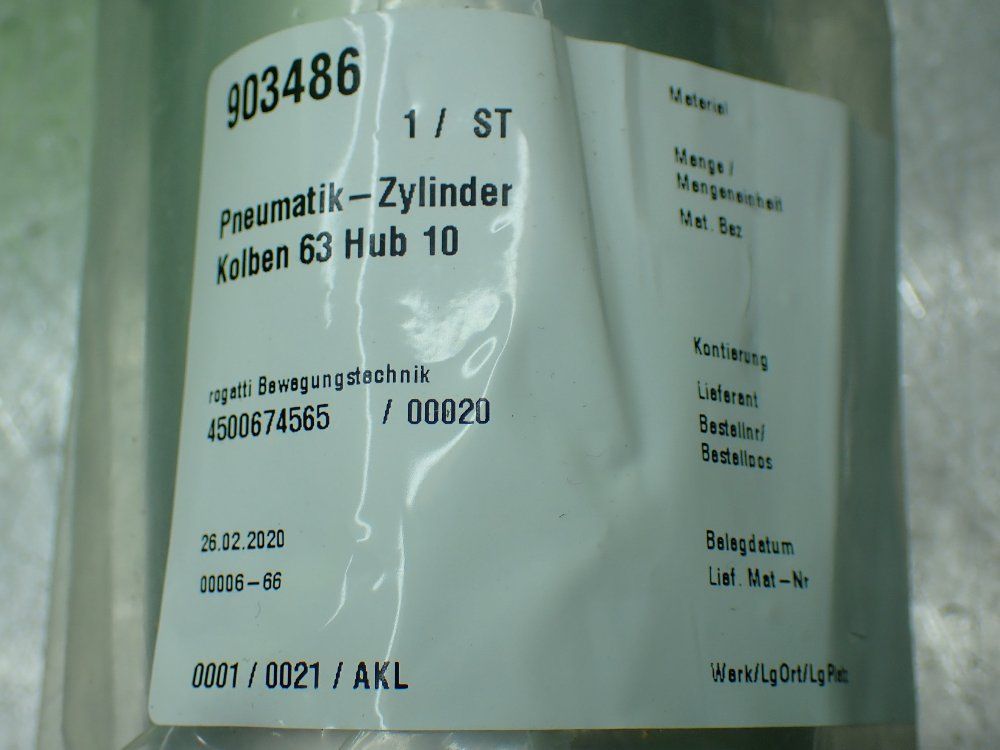 903486 Material
1 / ST Menge /
Mengeneinheit
Pneumatik-Zylinder Mat. Bez
Kolben 63 Hub 10
Kontierung
rogatti Bewegungstechnik Lieferant
4500674565 / 00020 Bestellnr/
Bestellpos
26.02.2020 Belegdatum
00006-66 Lief. Mat-Nr
0001 / 0021 / AKL Werk/LgOrt/LgPlatz